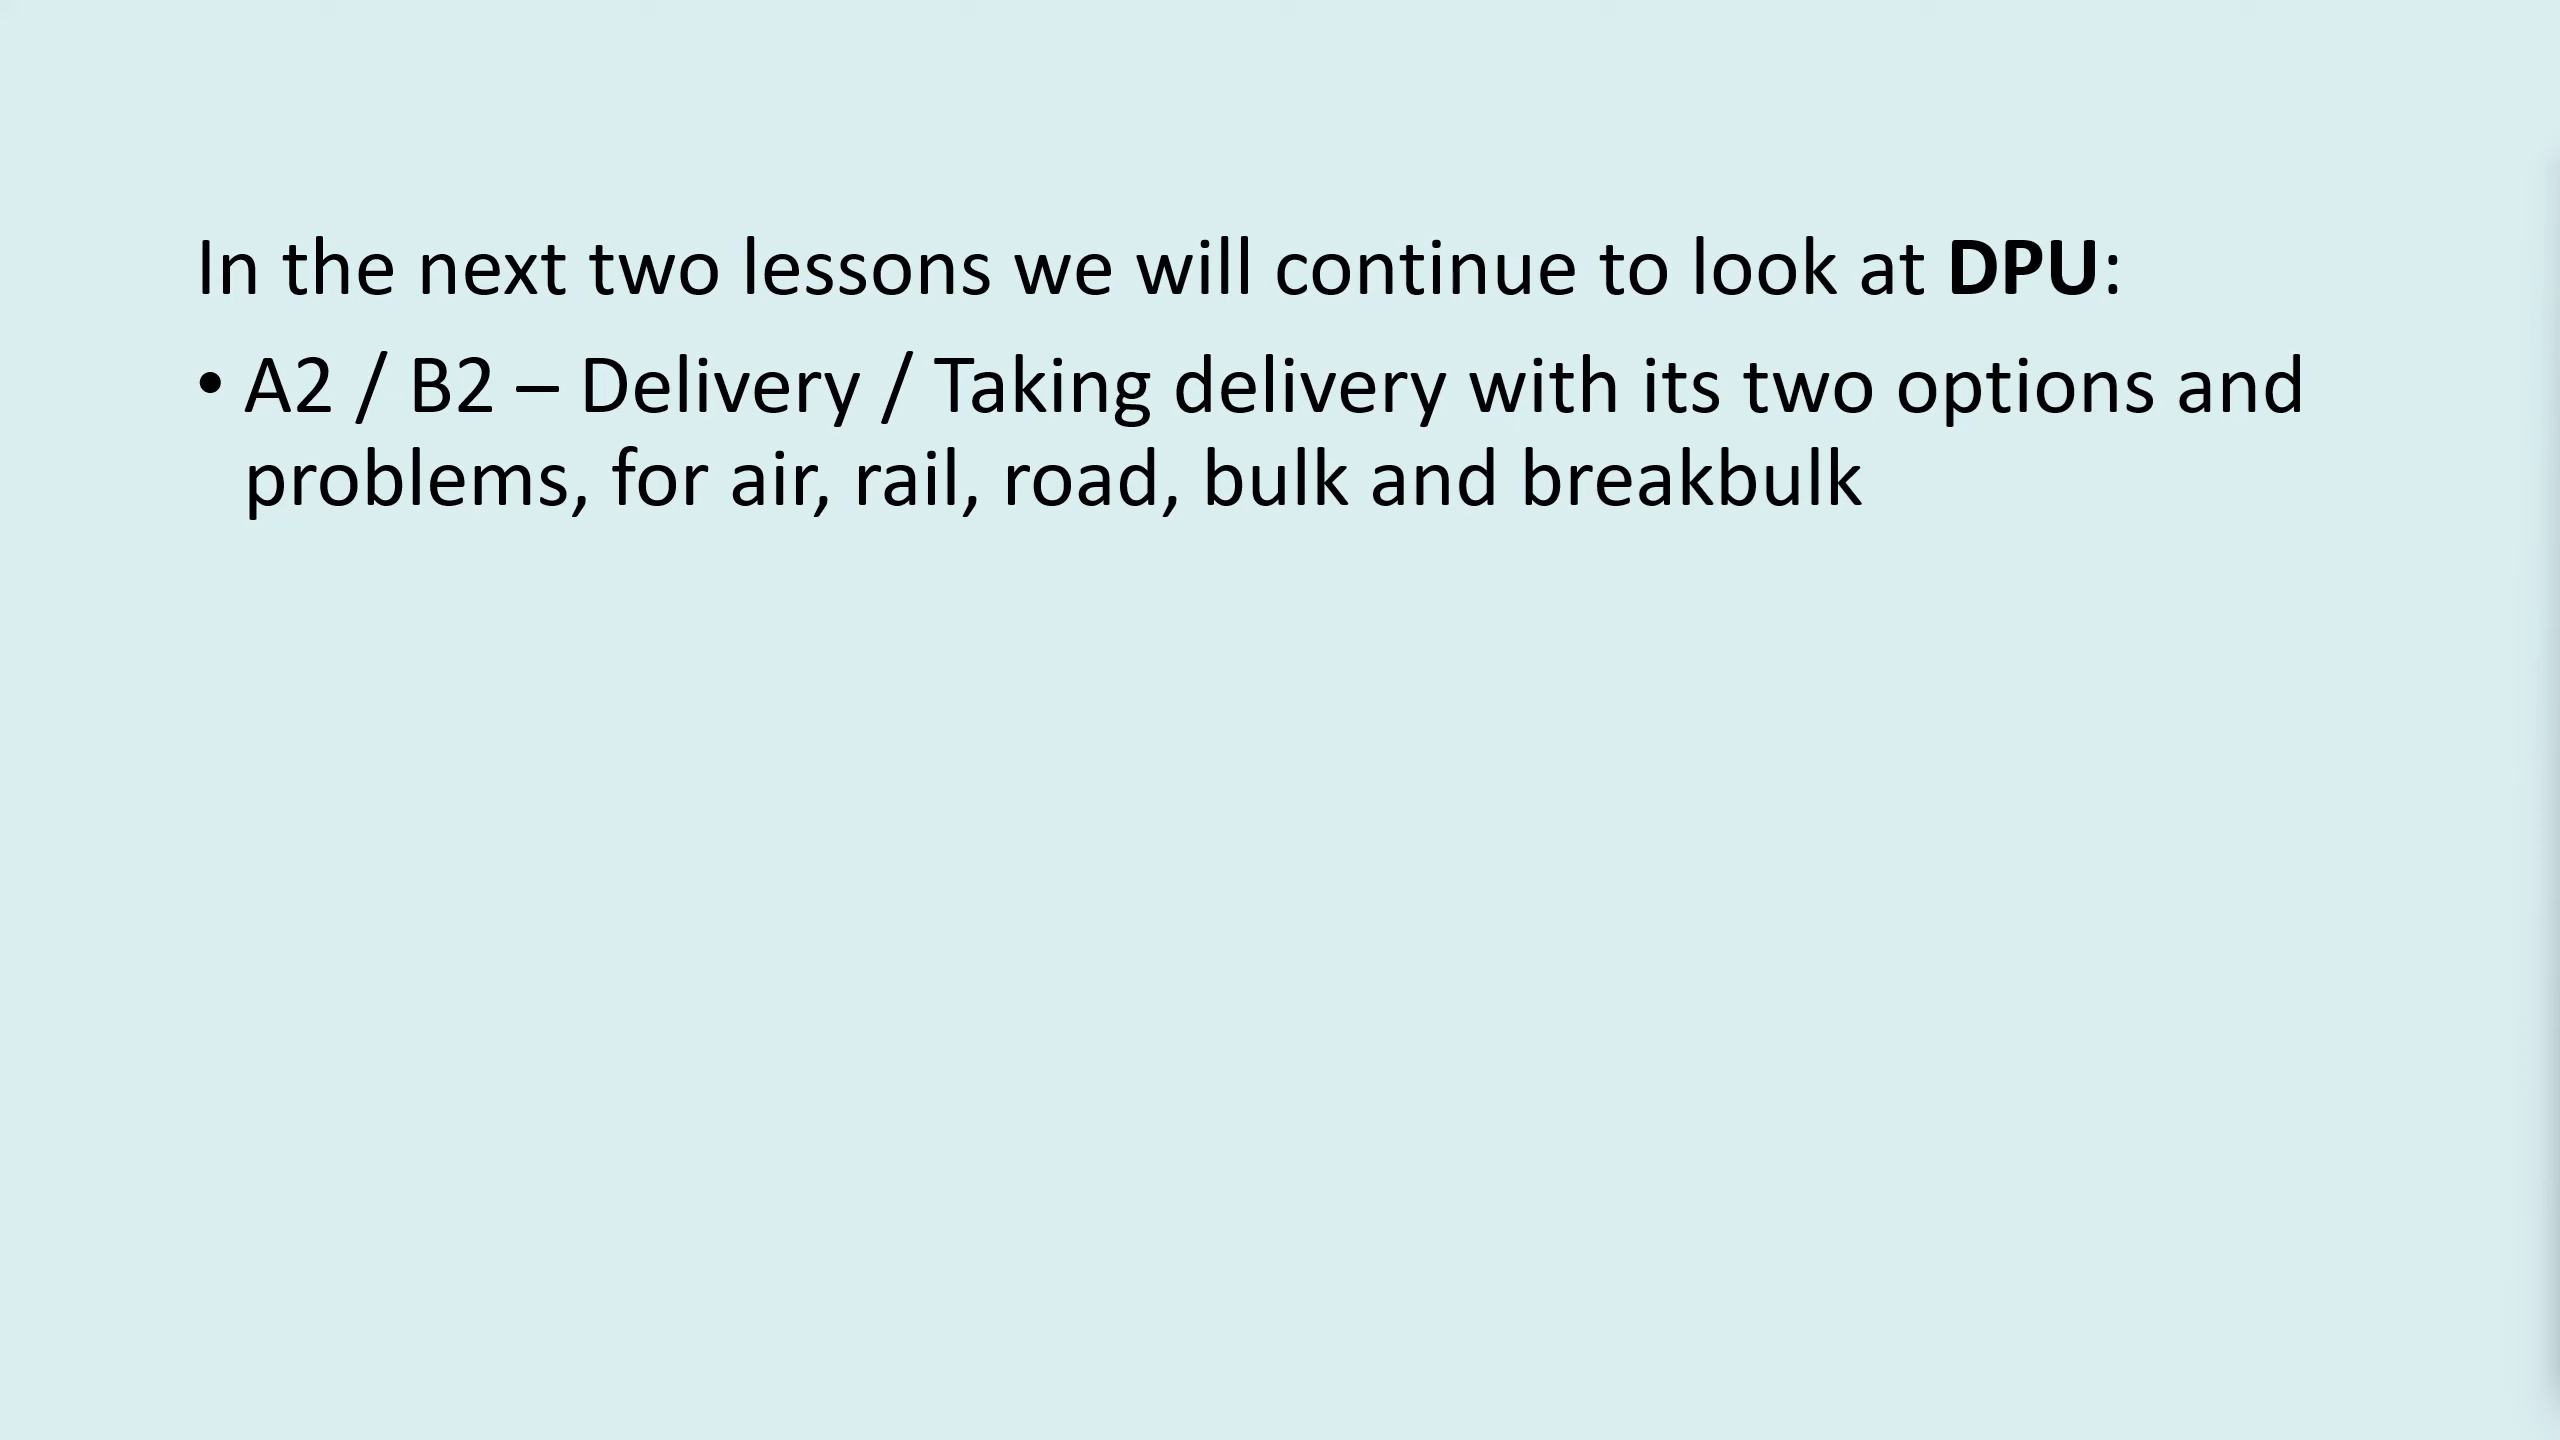 In the next two lessons we will continue to look at DPU:
• A2 / B2 – Delivery / Taking delivery with its two options and
problems, for air, rail, road, bulk and breakbulk